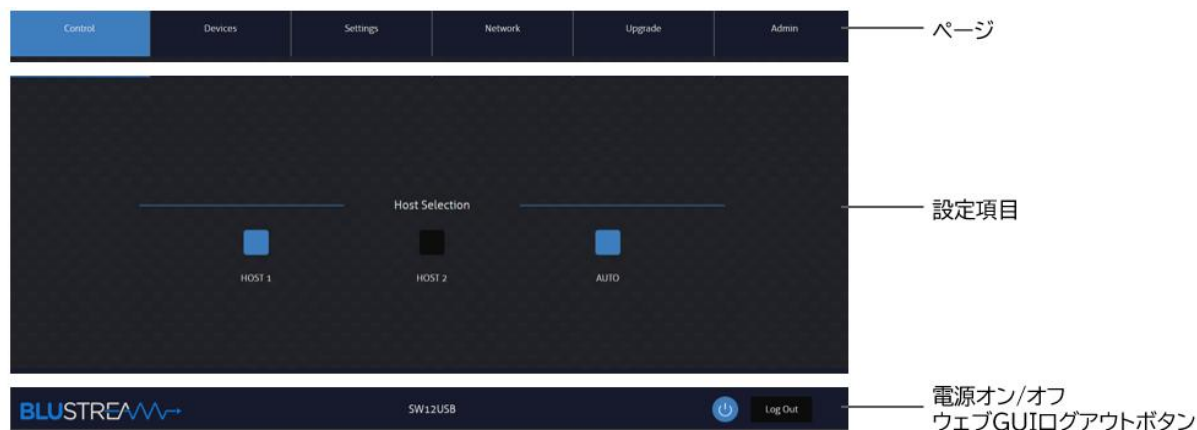 Control Devices Settings Network Upgrade Admin
ページ
Host Selection
設定項目
HOST 1 HOST 2 AUTO
BLUSTREAM SW12USB Log Out
電源オン/オフ
ウェブGUIログアウトボタン